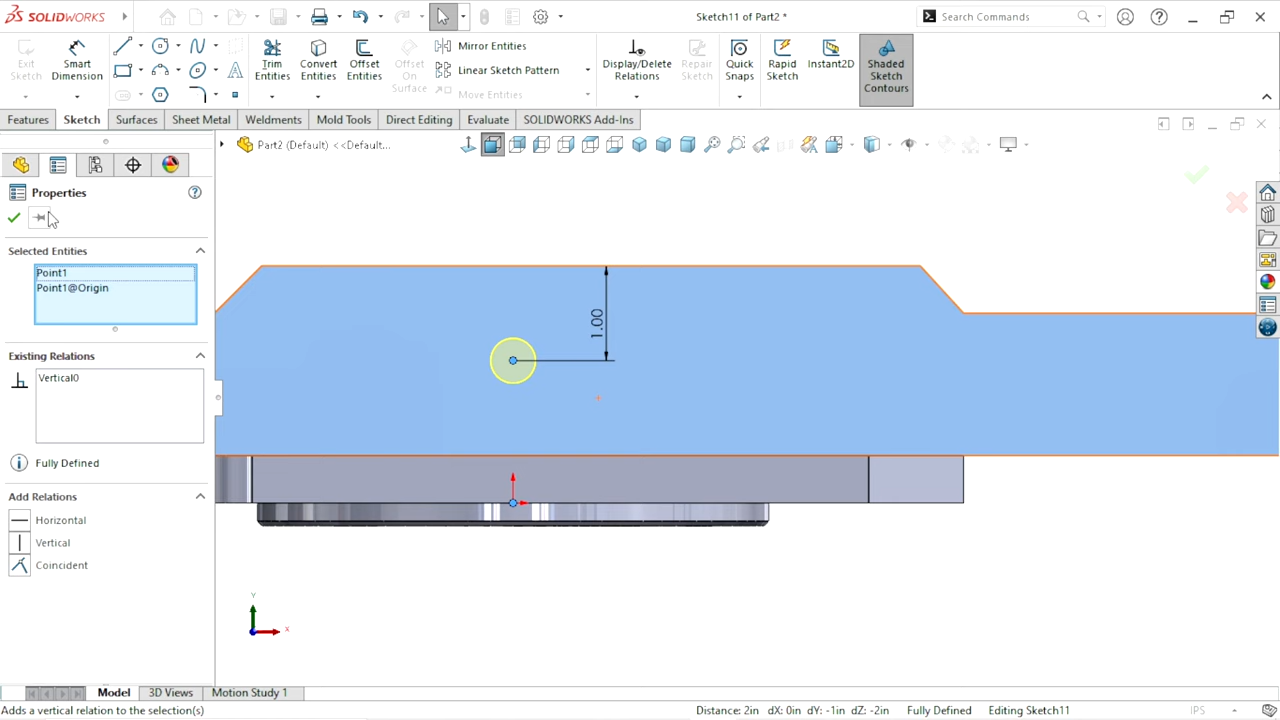 SOLIDWORKS
Sketch11 of Part2 *
Search Commands
Exit Sketch
Smart Dimension
Trim Entities
Convert Entities
Offset Entities
Offset On Surface
Mirror Entities
Linear Sketch Pattern
Move Entities
Display/Delete Relations
Repair Sketch
Quick Snaps
Rapid Sketch
Instant2D
Shaded Sketch Contours
Features
Sketch
Surfaces
Sheet Metal
Weldments
Mold Tools
Direct Editing
Evaluate
SOLIDWORKS Add-Ins
Part2 (Default) <<Default...
Properties
Selected Entities
Point1
Point1@Origin
Existing Relations
Vertical0
Fully Defined
Add Relations
Horizontal
Vertical
Coincident
1.00
Y
X
Model
3D Views
Motion Study 1
Adds a vertical relation to the selection(s)
Distance: 2in
dX: 0in dY: -1in dZ: -2in
Fully Defined
Editing Sketch11
IPS